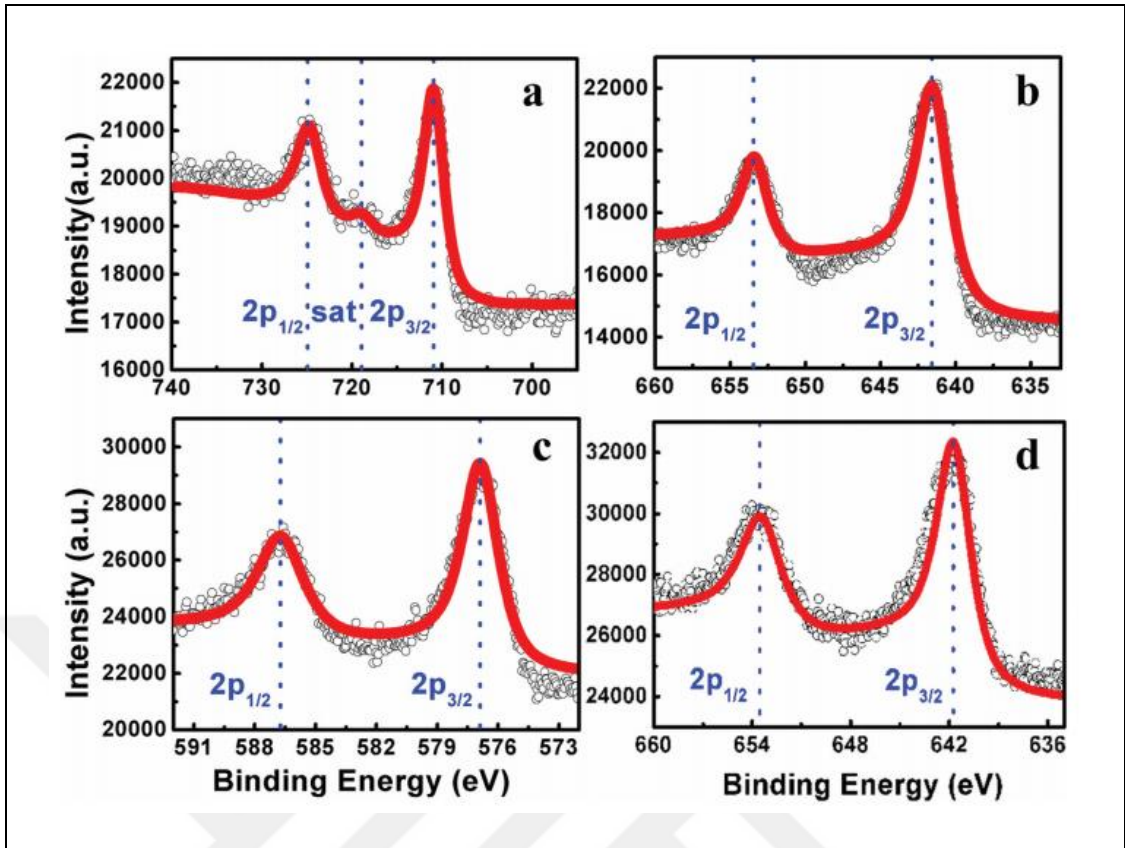 a
Intensity(a.u.)
22000
21000
20000
19000
18000
17000
16000
2p1/2 sat 2p3/2
740 730 720 710 700
b
22000
20000
18000
16000
14000
2p1/2
2p3/2
660 655 650 645 640 635
c
Intensity (a.u.)
30000
28000
26000
24000
22000
20000
2p1/2
2p3/2
591 588 585 582 579 576 573
Binding Energy (eV)
d
32000
30000
28000
26000
24000
2p1/2
2p3/2
660 654 648 642 636
Binding Energy (eV)